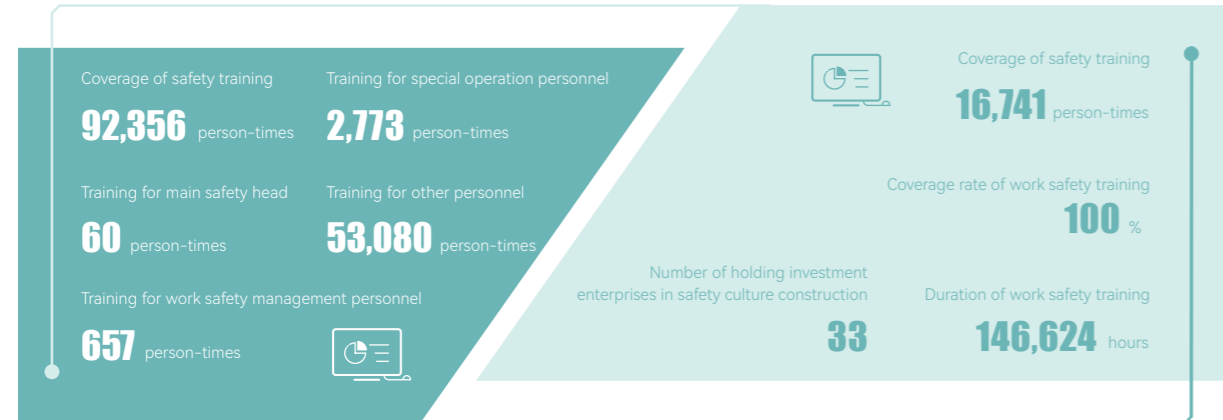 Coverage of safety training
92,356 person-times
Training for special operation personnel
2,773 person-times
Training for main safety head
60 person-times
Training for other personnel
53,080 person-times
Training for work safety management personnel
657 person-times
Coverage of safety training
16,741 person-times
Coverage rate of work safety training
100 %
Number of holding investment
enterprises in safety culture construction
33
Duration of work safety training
146,624 hours